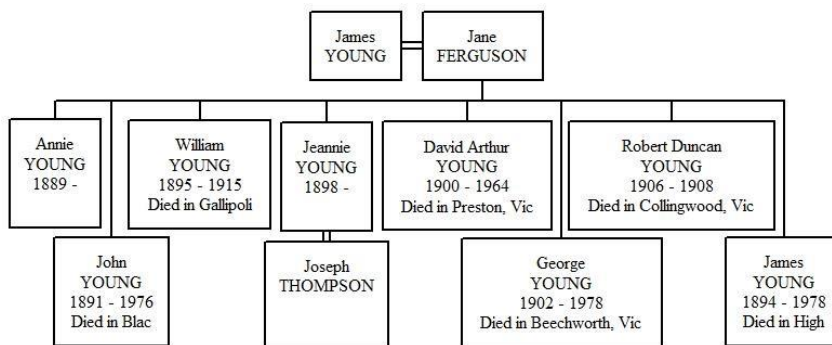 James
YOUNG
Jane
FERGUSON
Annie
YOUNG
1889 -
William
YOUNG
1895 - 1915
Died in Gallipoli
Jeannie
YOUNG
1898 -
David Arthur
YOUNG
1900 - 1964
Died in Preston, Vic
Robert Duncan
YOUNG
1906 - 1908
Died in Collingwood, Vic
John
YOUNG
1891 - 1976
Died in Blac
Joseph
THOMPSON
George
YOUNG
1902 - 1978
Died in Beechworth, Vic
James
YOUNG
1894 - 1978
Died in High